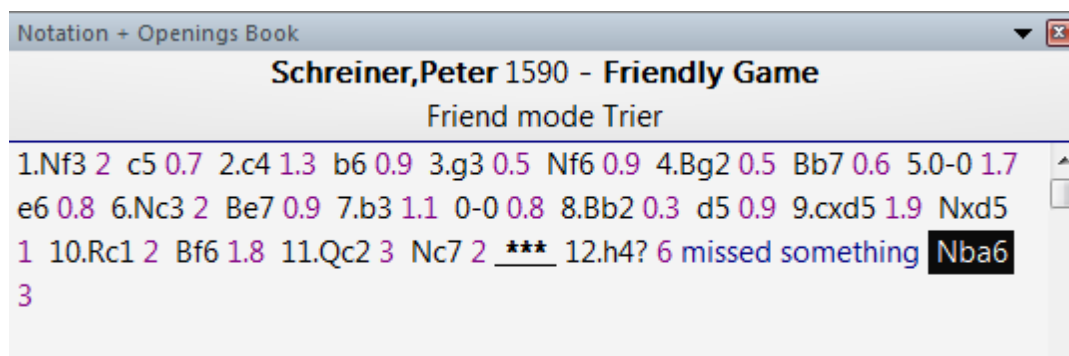 Notation + Openings Book
Schreiner,Peter 1590 - Friendly Game
Friend mode Trier
1.Nf3 2 c5 0.7 2.c4 1.3 b6 0.9 3.g3 0.5 Nf6 0.9 4.Bg2 0.5 Bb7 0.6 5.0-0 1.7
e6 0.8 6.Nc3 2 Be7 0.9 7.b3 1.1 0-0 0.8 8.Bb2 0.3 d5 0.9 9.cxd5 1.9 Nxd5
1 10.Rc1 2 Bf6 1.8 11.Qc2 3 Nc7 2 *** 12.h4? 6 missed something Nba6
3